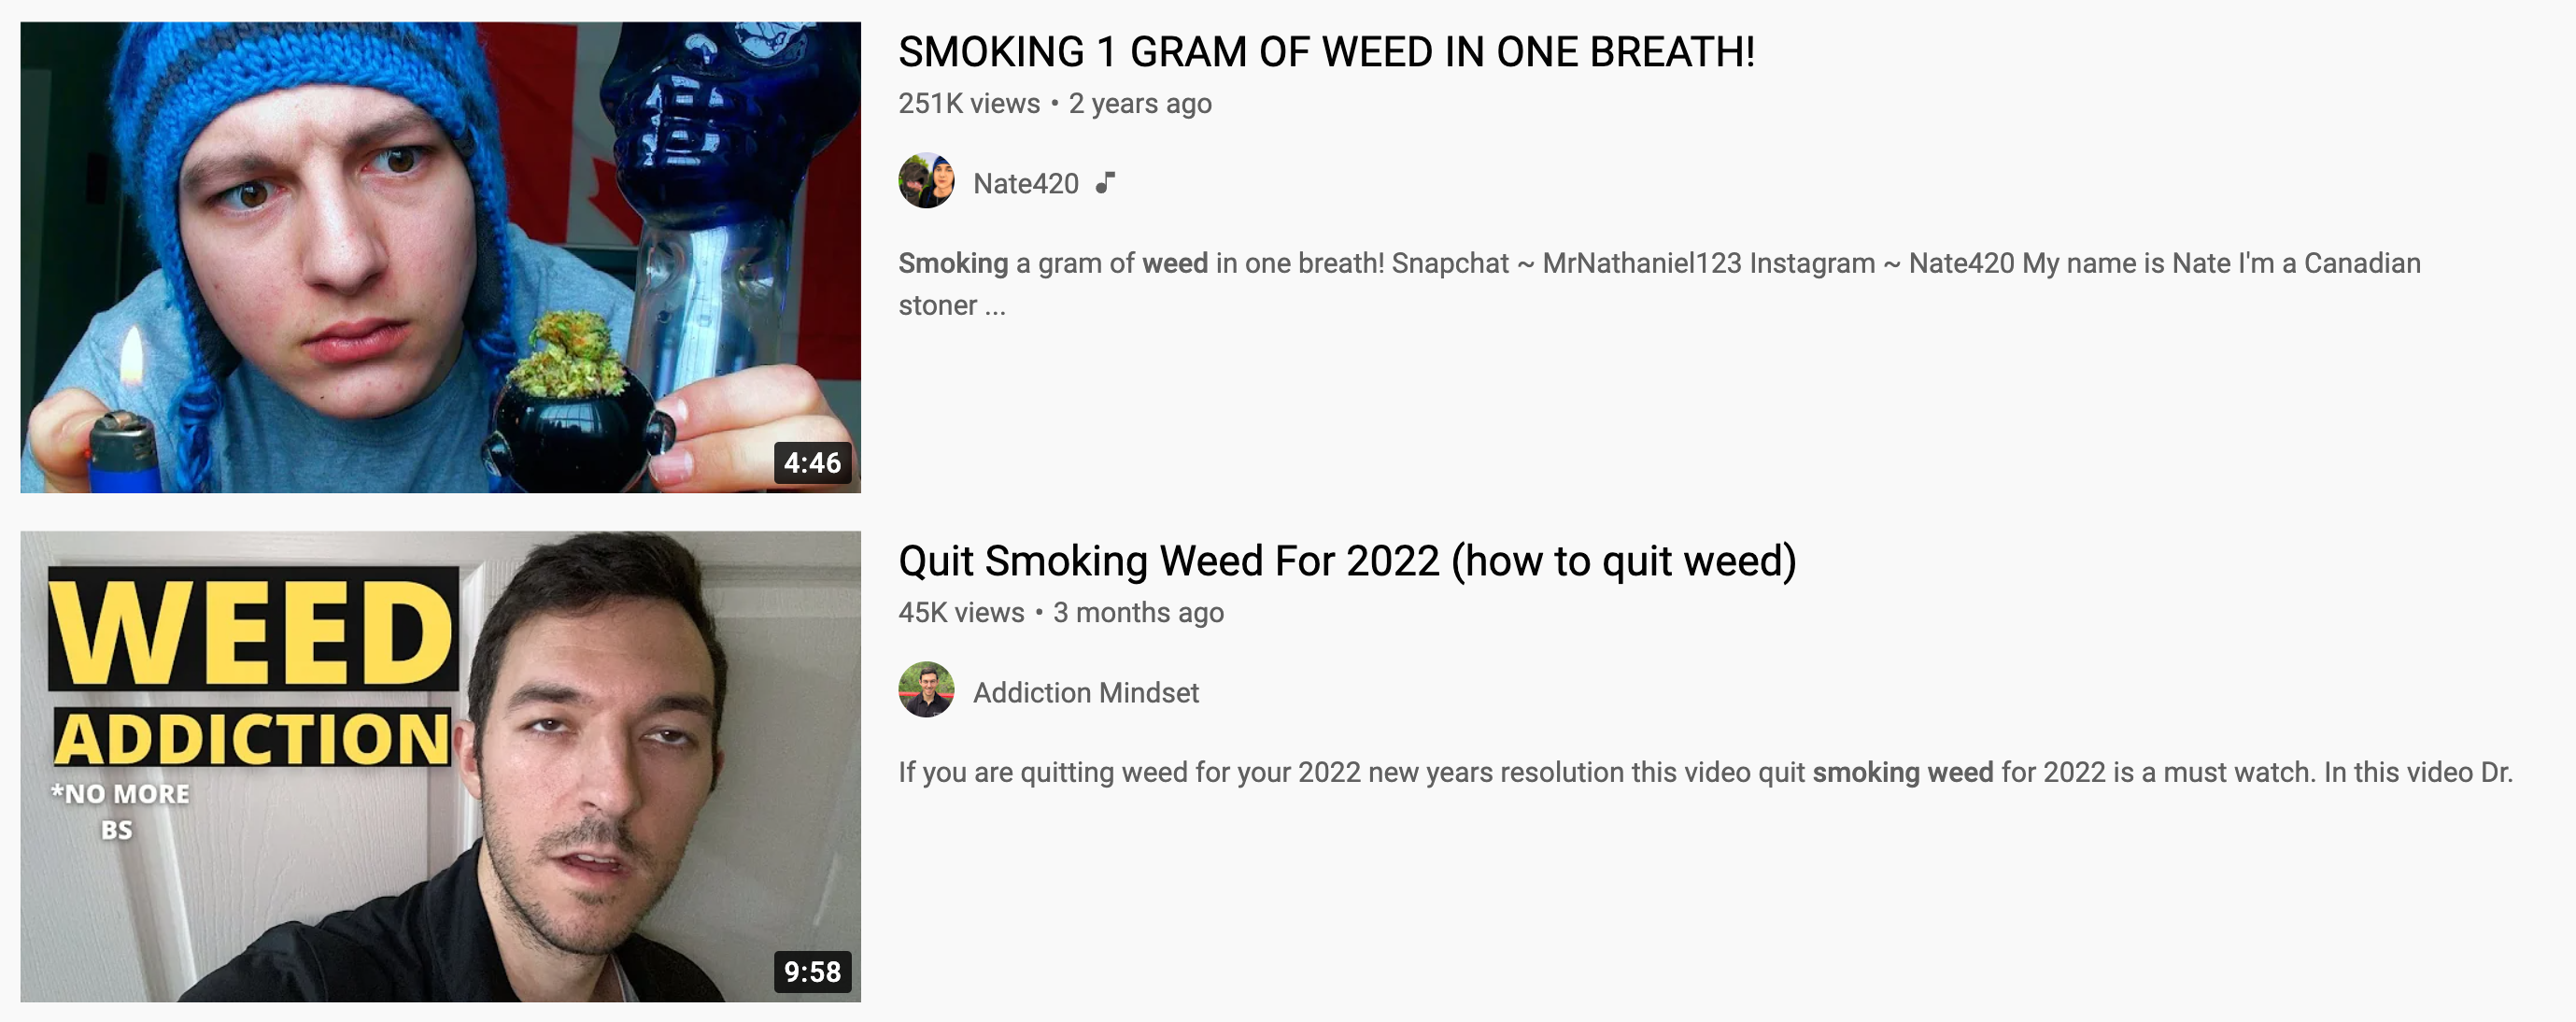 SMOKING 1 GRAM OF WEED IN ONE BREATH!
251K views • 2 years ago
Nate420
Smoking a gram of weed in one breath! Snapchat ~ MrNathaniel123 Instagram ~ Nate420 My name is Nate I'm a Canadian
stoner ...
4:46
WEED
ADDICTION
*NO MORE
BS
9:58
Quit Smoking Weed For 2022 (how to quit weed)
45K views • 3 months ago
Addiction Mindset
If you are quitting weed for your 2022 new years resolution this video quit smoking weed for 2022 is a must watch. In this video Dr.